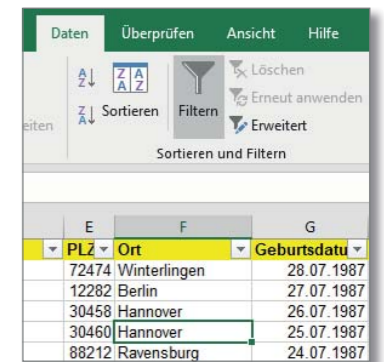 Daten Überprüfen Ansicht Hilfe
Löschen
Sortieren Filtern Erneut anwenden
eiten Erweitert
Sortieren und Filtern
E F G
PLZ Ort Geburtsdatu
72474 Winterlingen 28.07.1987
12282 Berlin 27.07.1987
30458 Hannover 26.07.1987
30460 Hannover 25.07.1987
88212 Ravensburg 24.07.1987